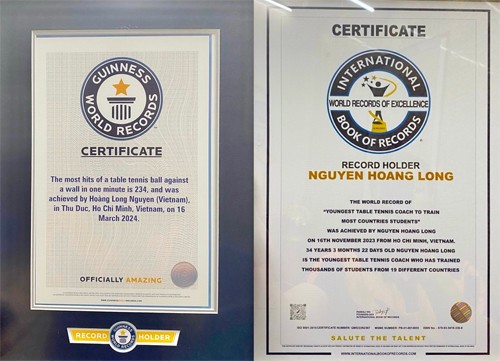 GUINNESS
WORLD RECORDS
CERTIFICATE
The most hits of a table tennis ball against
a wall in one minute is 234, and was
achieved by Hoàng Long Nguyen (Vietnam),
in Thu Duc, Ho Chi Minh, Vietnam, on 16
March 2024.
OFFICIALLY AMAZING
RECORD
HOLDER
CERTIFICATE
INTERNATIONAL
WORLD RECORDS OF EXCELLENCE
BOOK OF RECORDS
RECORD HOLDER
NGUYEN HOANG LONG
THE WORLD RECORD OF
"YOUNGEST TABLE TENNIS COACH TO TRAIN
MOST COUNTRIES STUDENTS"
WAS ACHIEVED BY NGUYEN HOANG LONG
ON 16TH NOVEMBER 2023 FROM HO CHI MINH, VIETNAM.
34 YEARS 3 MONTHS 22 DAYS OLD NGUYEN HOANG LONG
IS THE YOUNGEST TABLE TENNIS COACH WHO HAS TRAINED
THOUSANDS OF STUDENTS FROM 19 DIFFERENT COUNTRIES
SALUTE THE TALENT
WWW.INTERNATIONALBOOKOFRECORDS.COM